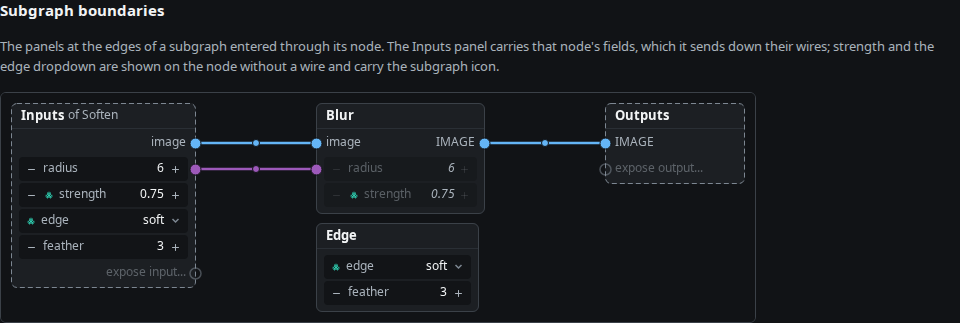 Subgraph boundaries
The panels at the edges of a subgraph entered through its node. The Inputs panel carries that node's fields, which it sends down their wires; strength and the
edge dropdown are shown on the node without a wire and carry the subgraph icon.
Inputs of Soften
image
− radius 6 +
− strength 0.75 +
edge soft
− feather 3 +
expose input...
Blur
image IMAGE
− radius 6 +
− strength 0.75 +
Edge
edge soft
− feather 3 +
Outputs
IMAGE
expose output...